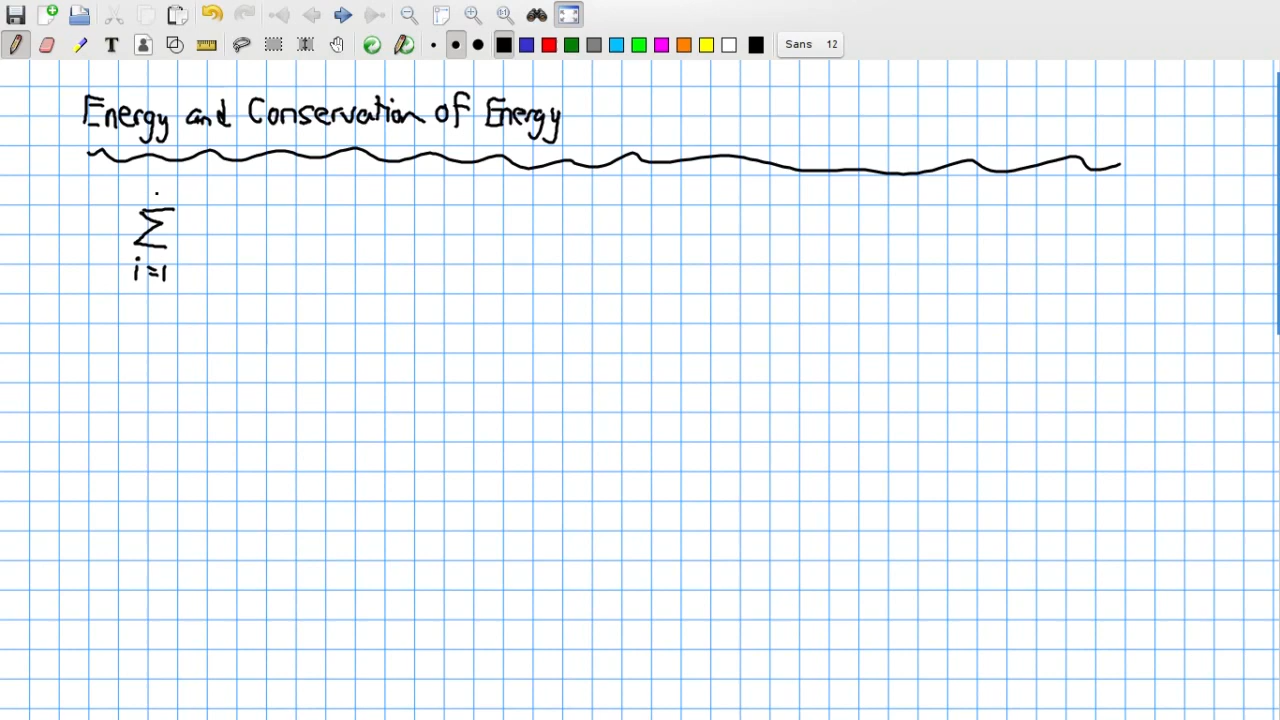 Sans 12
Energy and Conservation of Energy
∑
i=1